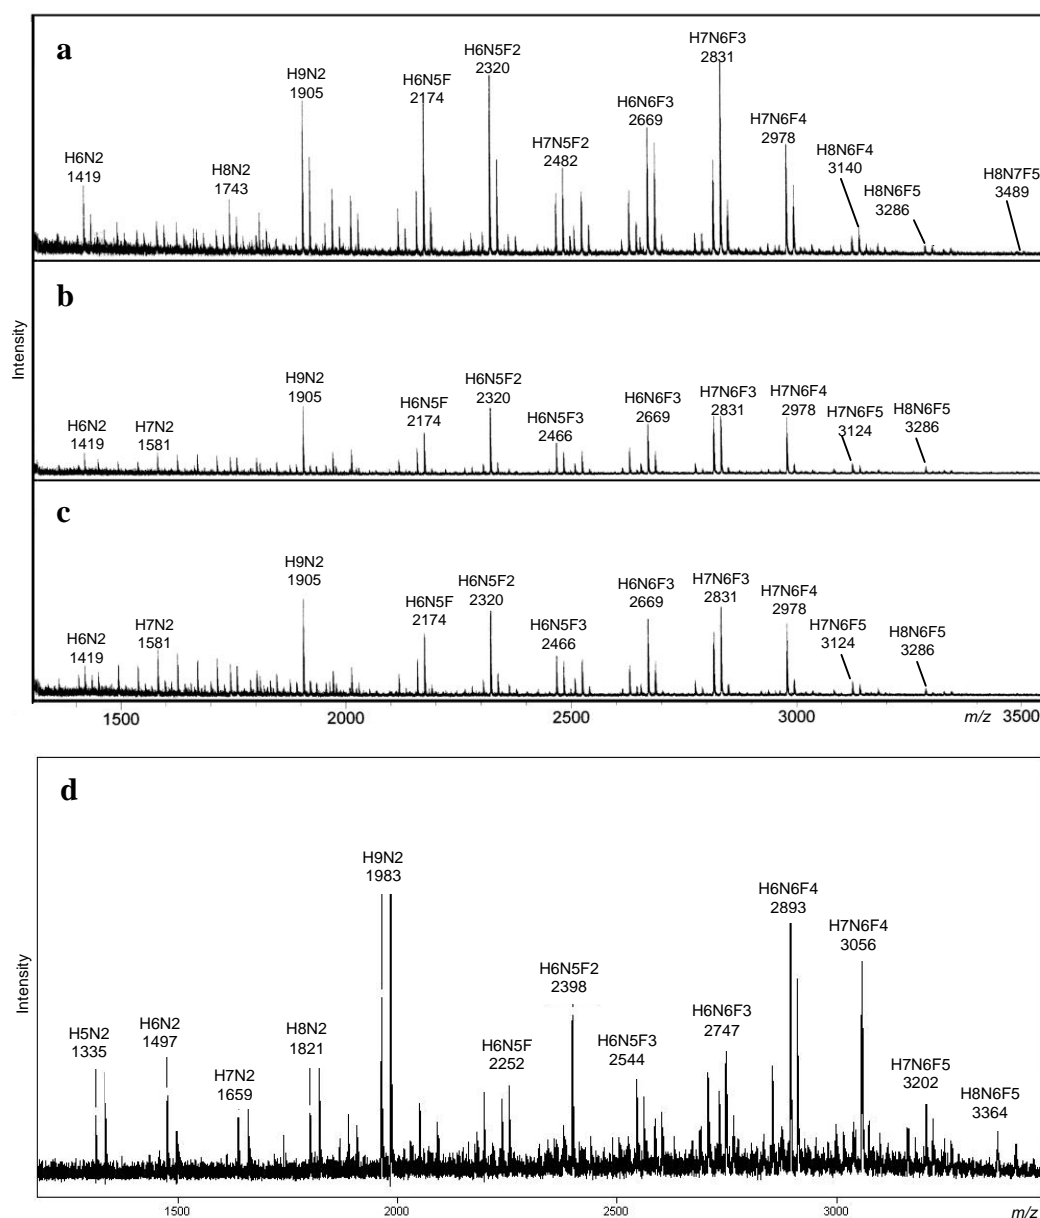 a
H6N2
1419
H8N2
1743
H9N2
1905
H6N5F
2174
H6N5F2
2320
H7N5F2
2482
H6N6F3
2669
H7N6F3
2831
H7N6F4
2978
H8N6F4
3140
H8N6F5
3286
H8N7F5
3489
b
H6N2
1419
H7N2
1581
H9N2
1905
H6N5F
2174
H6N5F2
2320
H6N5F3
2466
H6N6F3
2669
H7N6F3
2831
H7N6F4
2978
H7N6F5
3124
H8N6F5
3286
Intensity
c
H6N2
1419
H7N2
1581
H9N2
1905
H6N5F
2174
H6N5F2
2320
H6N5F3
2466
H6N6F3
2669
H7N6F3
2831
H7N6F4
2978
H7N6F5
3124
H8N6F5
3286
1500 2000 2500 3000 m/z 3500
d
H5N2
1335
H6N2
1497
H7N2
1659
H8N2
1821
H9N2
1983
H6N5F
2252
H6N5F2
2398
H6N5F3
2544
H6N6F3
2747
H6N6F4
2893
H7N6F4
3056
H7N6F5
3202
H8N6F5
3364
Intensity
1500 2000 2500 3000 m/z